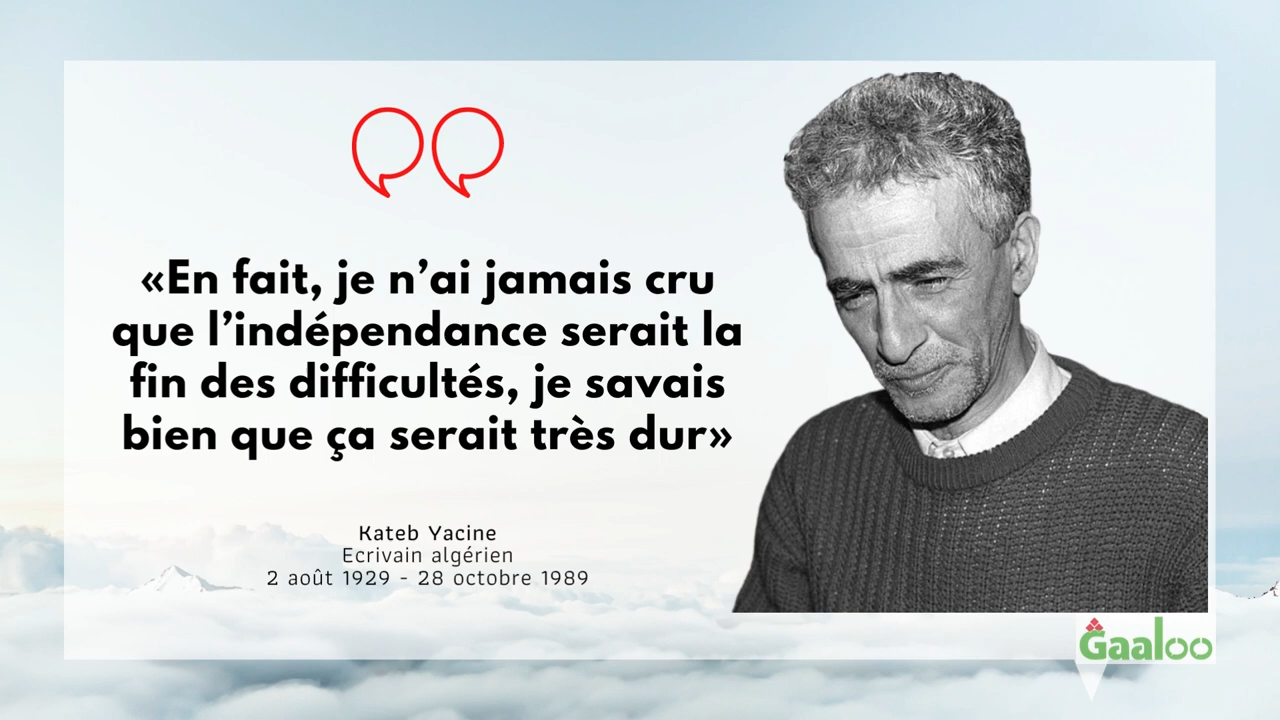 «En fait, je n’ai jamais cru
que l’indépendance serait la
fin des difficultés, je savais
bien que ça serait très dur»
Kateb Yacine
Ecrivain algérien
2 août 1929 - 28 octobre 1989
Gaaloo